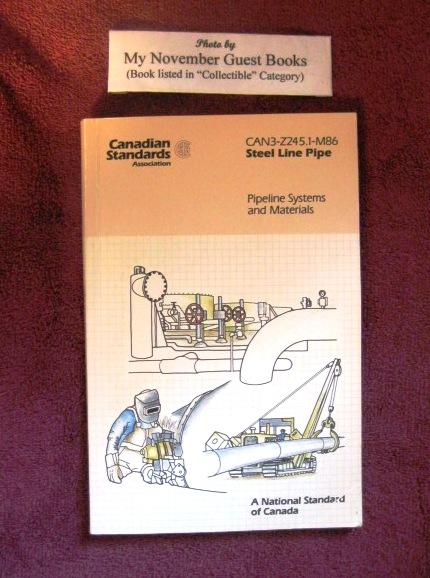 Photo by
My November Guest Books
(Book listed in "Collectible" Category)
Canadian
Standards
Association
CAN3-Z245.1-M86
Steel Line Pipe
Pipeline Systems
and Materials
A National Standard
of Canada